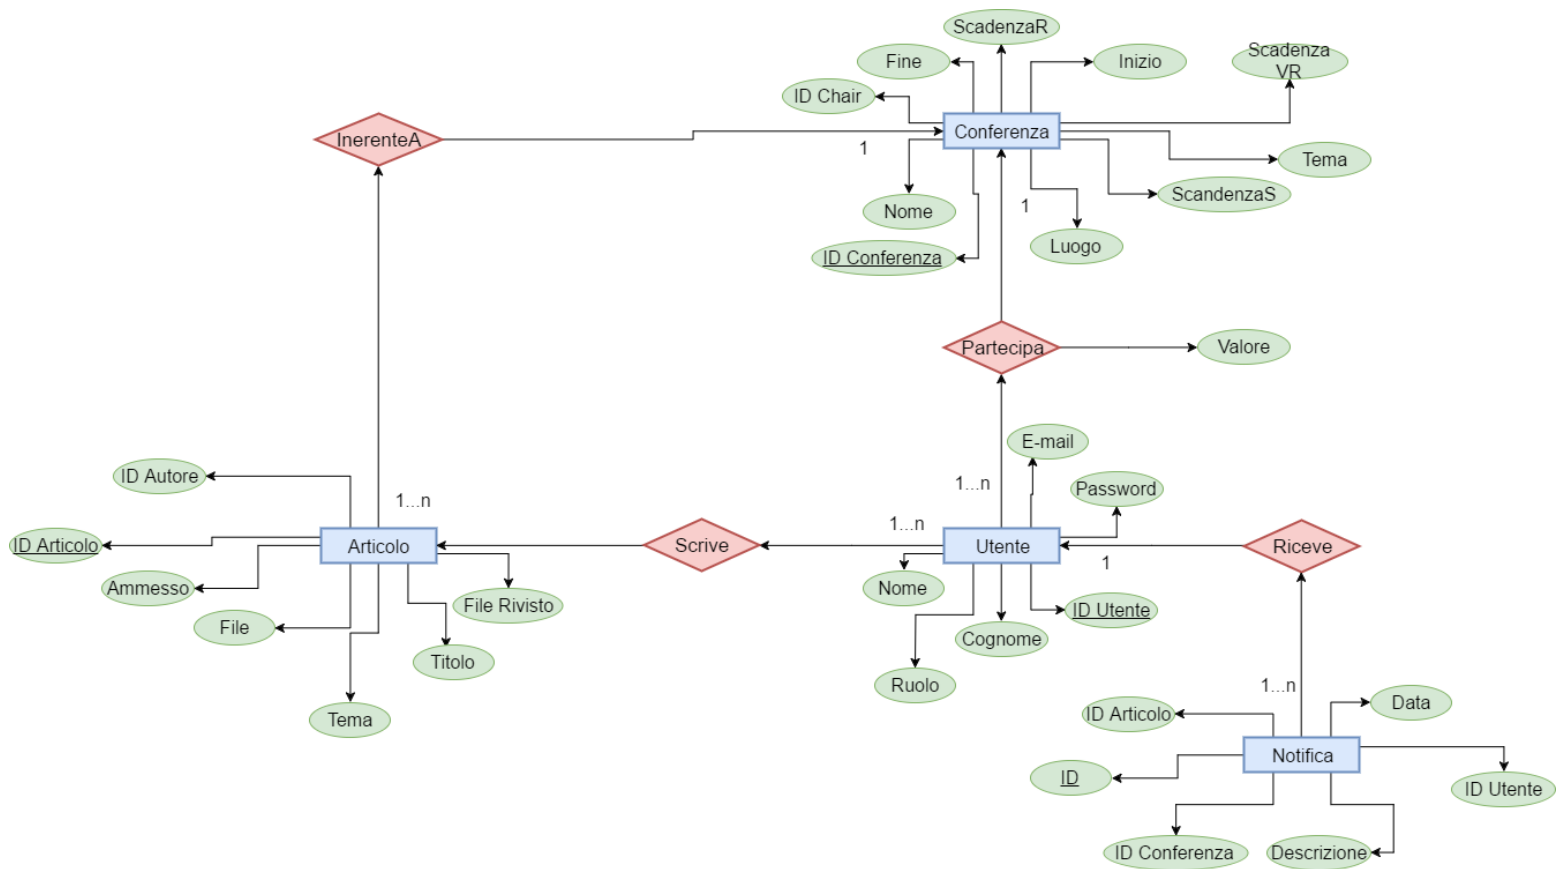 ScadenzaR
Fine
Inizio
Scadenza
VR
ID Chair
InerenteA
Conferenza
1
Tema
ScandenzaS
Nome
1
Luogo
ID Conferenza
Partecipa
Valore
E-mail
ID Autore
1...n
Password
1...n
1...n
ID Articolo
Articolo
Scrive
Utente
Riceve
1
Ammesso
Nome
File Rivisto
ID Utente
File
Cognome
Titolo
Ruolo
1...n
Tema
ID Articolo
Data
Notifica
ID
ID Utente
ID Conferenza
Descrizione